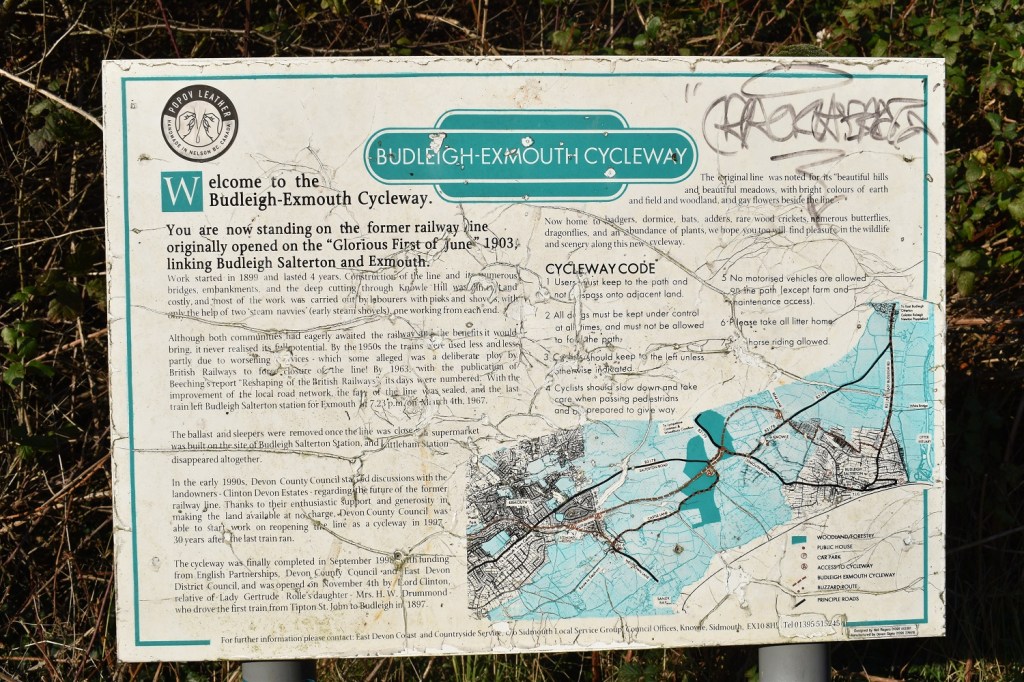 POPOV LEATHER
HANDMADE IN NELSON BC, CANADA
BUDLEIGH-EXMOUTH CYCLEWAY
Welcome to the
Budleigh-Exmouth Cycleway.
You are now standing on the former railway line
originally opened on the "Glorious First of June" 1903,
linking Budleigh Salterton and Exmouth.
Work started in 1899 and lasted 4 years. Construction of the line and its numerous
bridges, embankments, and the deep cutting through Knowle Hill was and
costly, and most of the work was carried out by labourers with picks and shovels, with
only the help of two 'steam navvies' (early steam shovels), one working from each end.
Although both communities had eagerly awaited the railway and the benefits it would
bring, it never realised its full potential. By the 1950s the trains were used less and less
partly due to worsening services - which some alleged was a deliberate ploy by
British Railways to force closure of the line! By 1963, with the publication of
Beeching's report "Reshaping of the British Railways", its days were numbered. With the
improvement of the local road network, the fate of the line was sealed, and the last
train left Budleigh Salterton station for Exmouth at 7.23 p.m. on March 4th, 1967.
The ballast and sleepers were removed once the line was closed, supermarket
was built on the site of Budleigh Salterton Station, and Littleham Station
disappeared altogether.
In the early 1990s, Devon County Council started discussions with the
landowners - Clinton Devon Estates - regarding the future of the former
railway line. Thanks to their enthusiastic support and generosity in
making the land available at no charge, Devon County Council was
able to start work on reopening the line as a cycleway in 1997 -
30 years after the last train ran.
The cycleway was finally completed in September 1998 with funding
from English Partnerships, Devon County Council and East Devon
District Council, and was opened on November 4th by Lord Clinton,
relative of Lady Gertrude Rolle's daughter - Mrs. H. W. Drummond -
who drove the first train from Tipton St. John to Budleigh in 1897.
The original line was noted for its "beautiful hills
and beautiful meadows, with bright colours of earth
and field and woodland, and gay flowers beside the line"
Now home to badgers, dormice, bats, adders, rare wood crickets, numerous butterflies,
dragonflies, and an abundance of plants, we hope you too will find pleasure in the wildlife
and scenery along this new cycleway.
CYCLEWAY CODE
1 Users must keep to the path and
not trespass onto adjacent land.
2 All dogs must be kept under control
at all times, and must not be allowed
to foul the path
3 Cyclists should keep to the left unless
otherwise indicated
4 Cyclists should slow down and take
care when passing pedestrians
and be prepared to give way
5 No motorised vehicles are allowed
on the path (except farm and
maintenance access)
6 Please take all litter home
horse riding allowed
EXMOUTH
KNOWLE
BUDLEIGH
SALTERTON
WOODLAND/FORESTRY
PUBLIC HOUSE
CAR PARK
ACCESS TO CYCLEWAY
BUDLEIGH EXMOUTH CYCLEWAY
BUZZARD ROUTE
PRINCIPLE ROADS
For further information please contact: East Devon Coast and Countryside Service, c/o Sidmouth Local Service Group, Council Offices, Knowle, Sidmouth, EX10 8HL Tel 01395